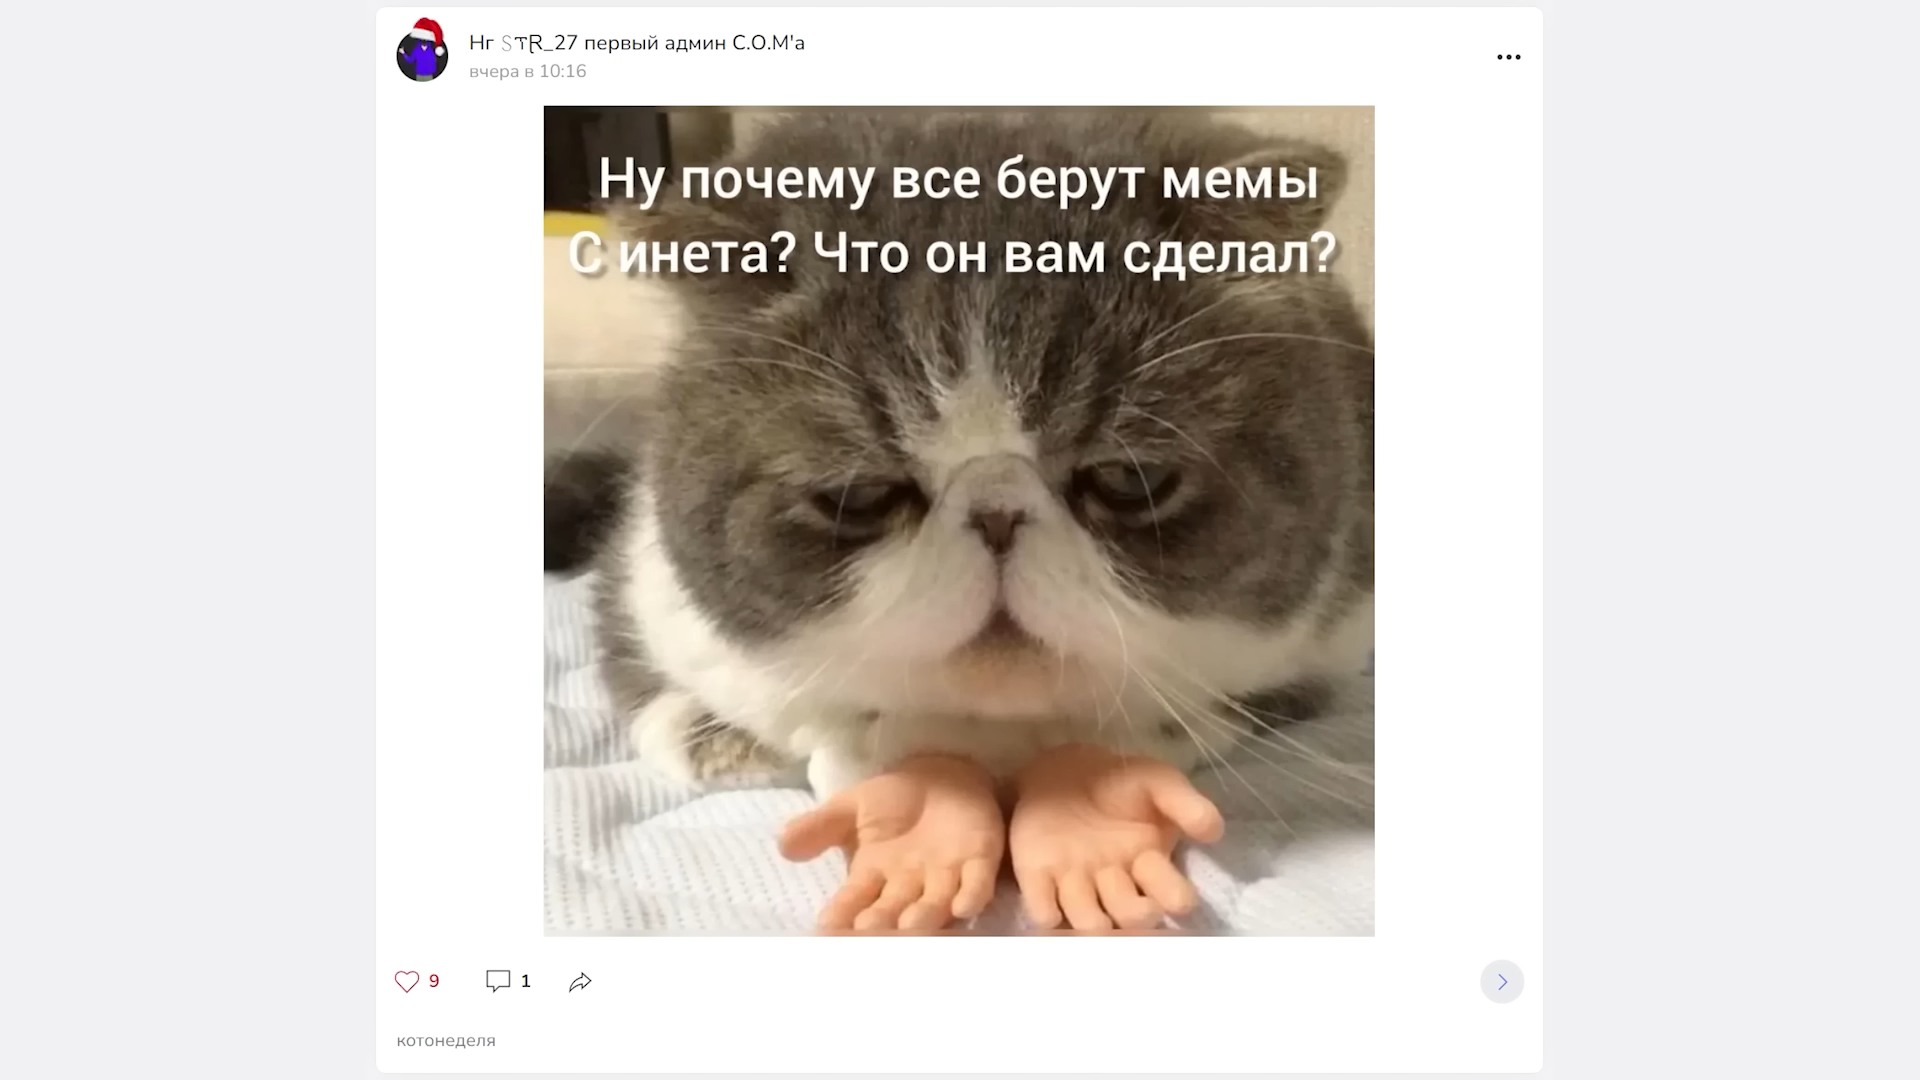 Нг 𝕊ͲƦ_27 первый админ С.О.М'а
вчера в 10:16
Ну почему все берут мемы
С инета? Что он вам сделал?
9
1
котонеделя